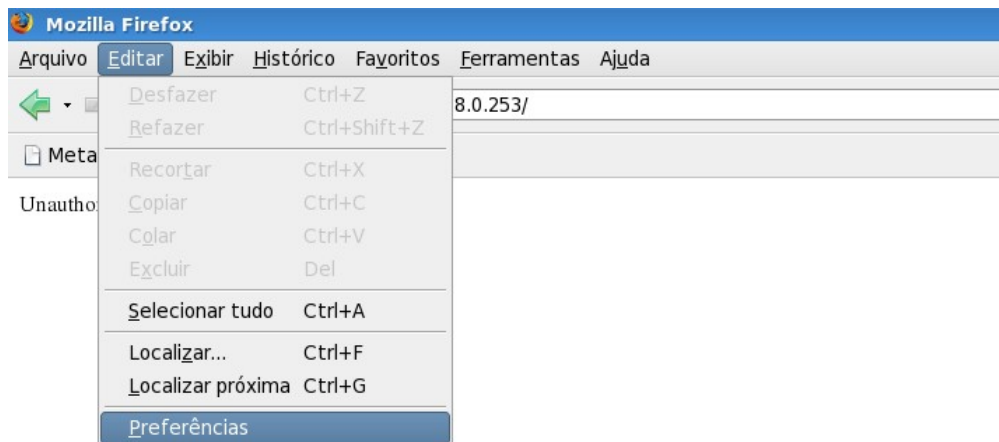 Mozilla Firefox
Arquivo Editar Exibir Histórico Favoritos Ferramentas Ajuda
Desfazer Ctrl+Z
8.0.253/
Refazer Ctrl+Shift+Z
Meta
Recortar Ctrl+X
Unautho
Copiar Ctrl+C
Colar Ctrl+V
Excluir Del
Selecionar tudo Ctrl+A
Localizar... Ctrl+F
Localizar próxima Ctrl+G
Preferências